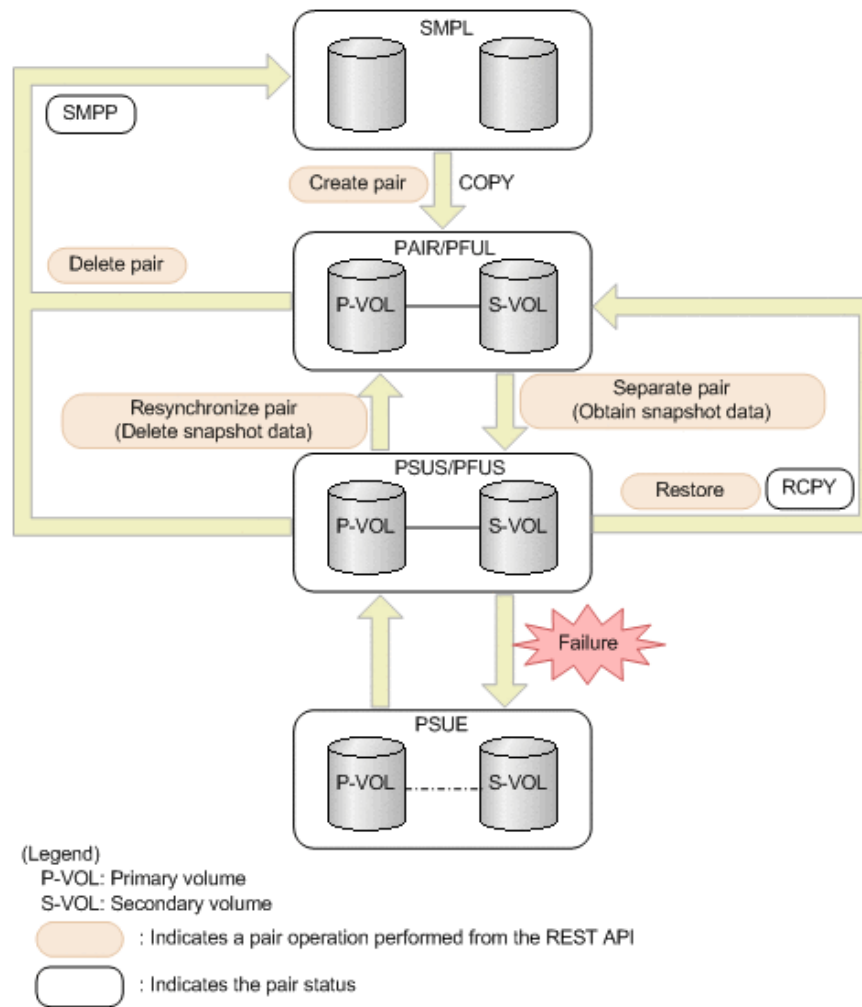 SMPL
SMPP
Create pair
COPY
Delete pair
PAIR/PFUL
P-VOL
S-VOL
Resynchronize pair
(Delete snapshot data)
Separate pair
(Obtain snapshot data)
PSUS/PFUS
P-VOL
S-VOL
Restore
RCPY
Failure
PSUE
P-VOL
S-VOL
(Legend)
P-VOL: Primary volume
S-VOL: Secondary volume
: Indicates a pair operation performed from the REST API
: Indicates the pair status